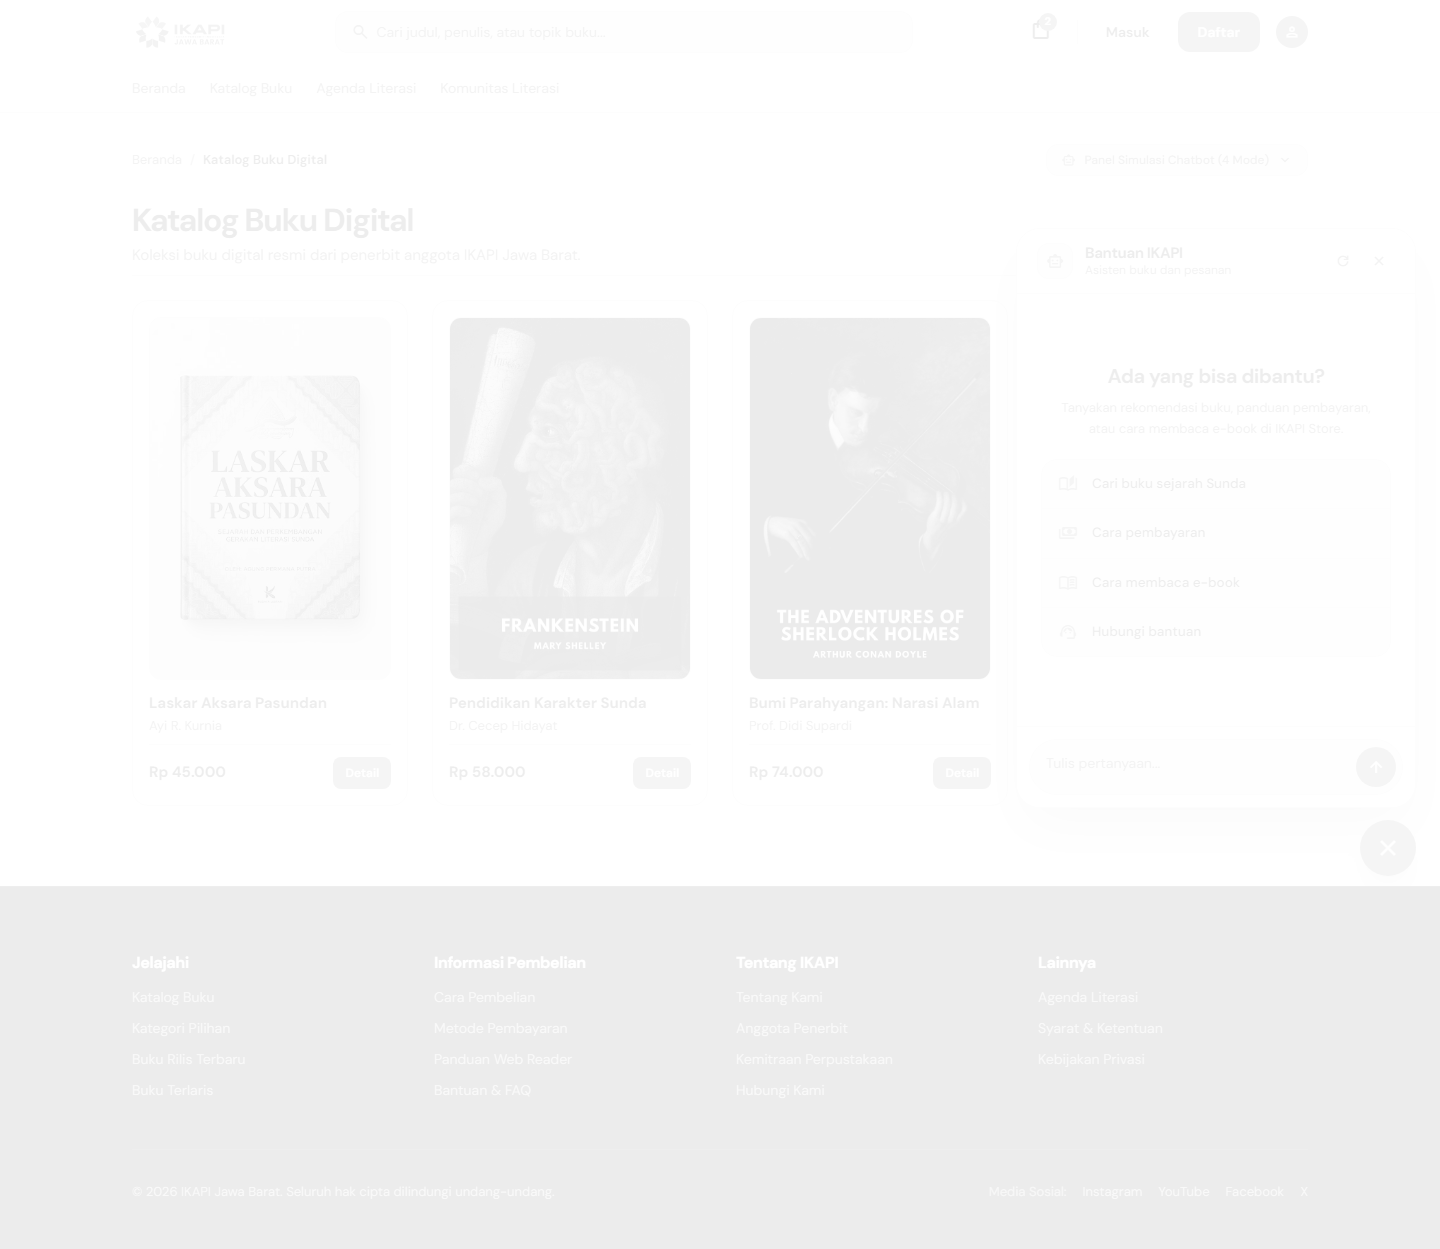 IKAPI
JAWA BARAT
Cari judul, penulis, atau topik buku...
2
Masuk
Daftar
Beranda
Katalog Buku
Agenda Literasi
Komunitas Literasi
Beranda / Katalog Buku Digital
Panel Simulasi Chatbot (4 Mode)
Katalog Buku Digital
Koleksi buku digital resmi dari penerbit anggota IKAPI Jawa Barat.
LASKAR
AKSARA
PASUNDAN
FRANKENSTEIN
MARY SHELLEY
THE ADVENTURES OF
SHERLOCK HOLMES
ARTHUR CONAN DOYLE
Laskar Aksara Pasundan
Ayi R. Kurnia
Rp 45.000
Detail
Pendidikan Karakter Sunda
Dr. Cecep Hidayat
Rp 58.000
Detail
Bumi Parahyangan: Narasi Alam
Prof. Didi Supardi
Rp 74.000
Detail
Bantuan IKAPI
Asisten buku dan pesanan
Ada yang bisa dibantu?
Tanyakan rekomendasi buku, panduan pembayaran,
atau cara membaca e-book di IKAPI Store.
Cari buku sejarah Sunda
Cara pembayaran
Cara membaca e-book
Hubungi bantuan
Tulis pertanyaan...
Jelajahi
Katalog Buku
Kategori Pilihan
Buku Rilis Terbaru
Buku Terlaris
Informasi Pembelian
Cara Pembelian
Metode Pembayaran
Panduan Web Reader
Bantuan & FAQ
Tentang IKAPI
Tentang Kami
Anggota Penerbit
Kemitraan Perpustakaan
Hubungi Kami
Lainnya
Agenda Literasi
Syarat & Ketentuan
Kebijakan Privasi
© 2026 IKAPI Jawa Barat. Seluruh hak cipta dilindungi undang-undang.
Media Sosial: Instagram YouTube Facebook X